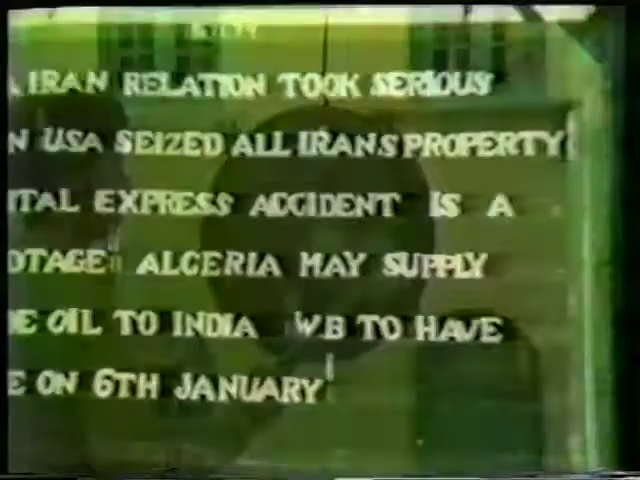 IRAN RELATION TOOK SERIOUS
N USA SEIZED ALL IRANS PROPERTY
ITAL EXPRESS ACCIDENT IS A
OTAGE ALGERIA MAY SUPPLY
E OIL TO INDIA W.B TO HAVE
E ON 6TH JANUARY